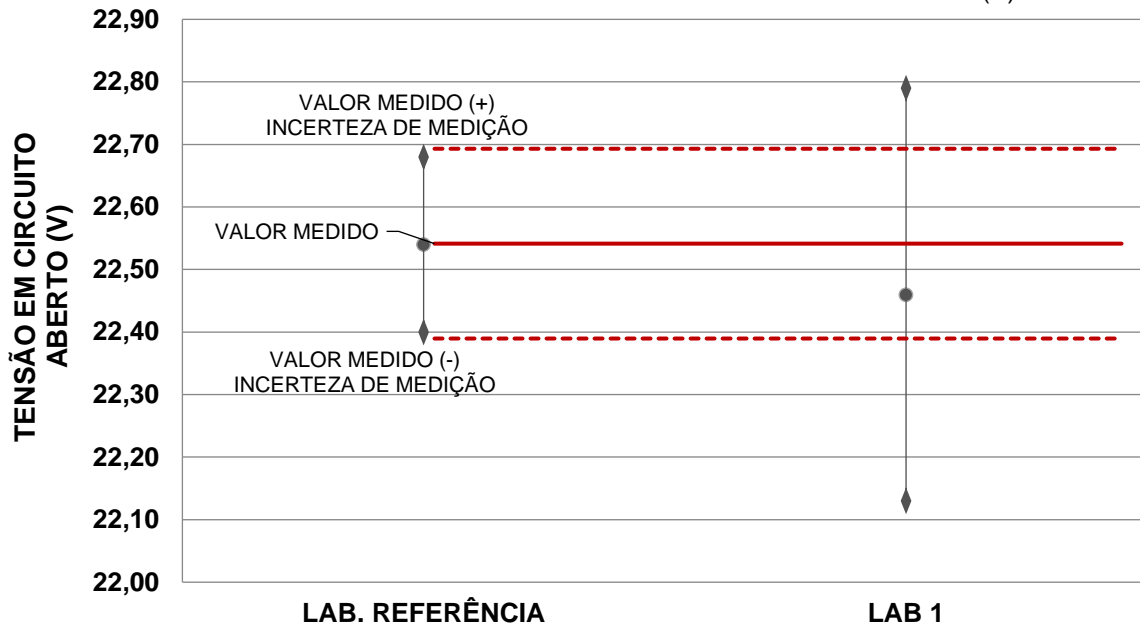 22,90
22,80
22,70
22,60
22,50
22,40
22,30
22,20
22,10
22,00
TENSÃO EM CIRCUITO
ABERTO (V)
VALOR MEDIDO (+)
INCERTEZA DE MEDIÇÃO
VALOR MEDIDO
VALOR MEDIDO (-)
INCERTEZA DE MEDIÇÃO
LAB. REFERÊNCIA
LAB 1